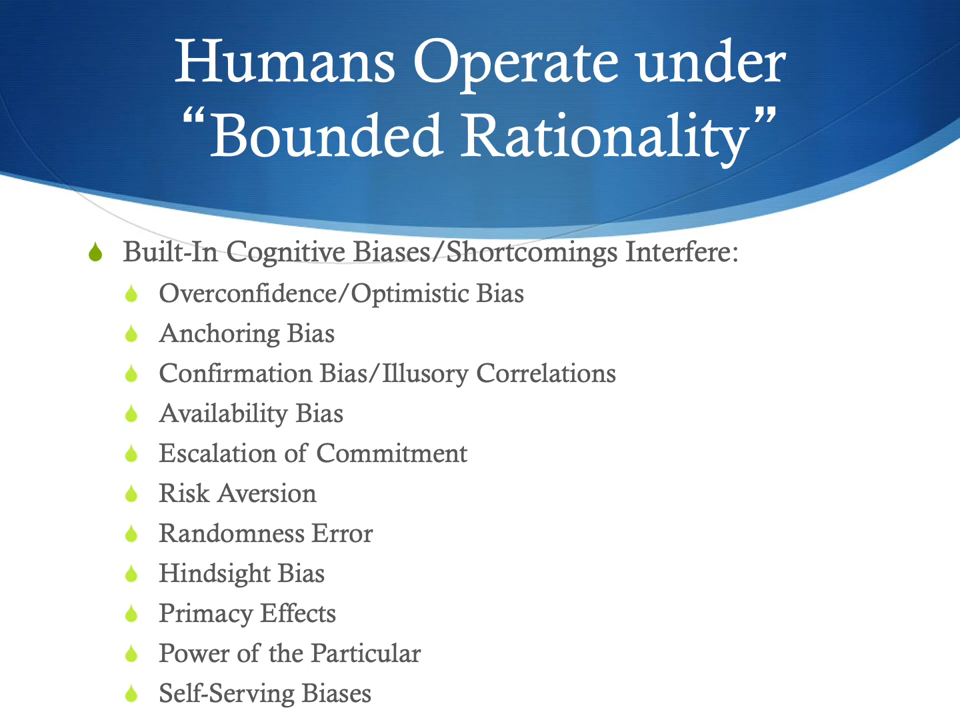 Humans Operate under
“Bounded Rationality”
Built-In Cognitive Biases/Shortcomings Interfere:
Overconfidence/Optimistic Bias
Anchoring Bias
Confirmation Bias/Illusory Correlations
Availability Bias
Escalation of Commitment
Risk Aversion
Randomness Error
Hindsight Bias
Primacy Effects
Power of the Particular
Self-Serving Biases